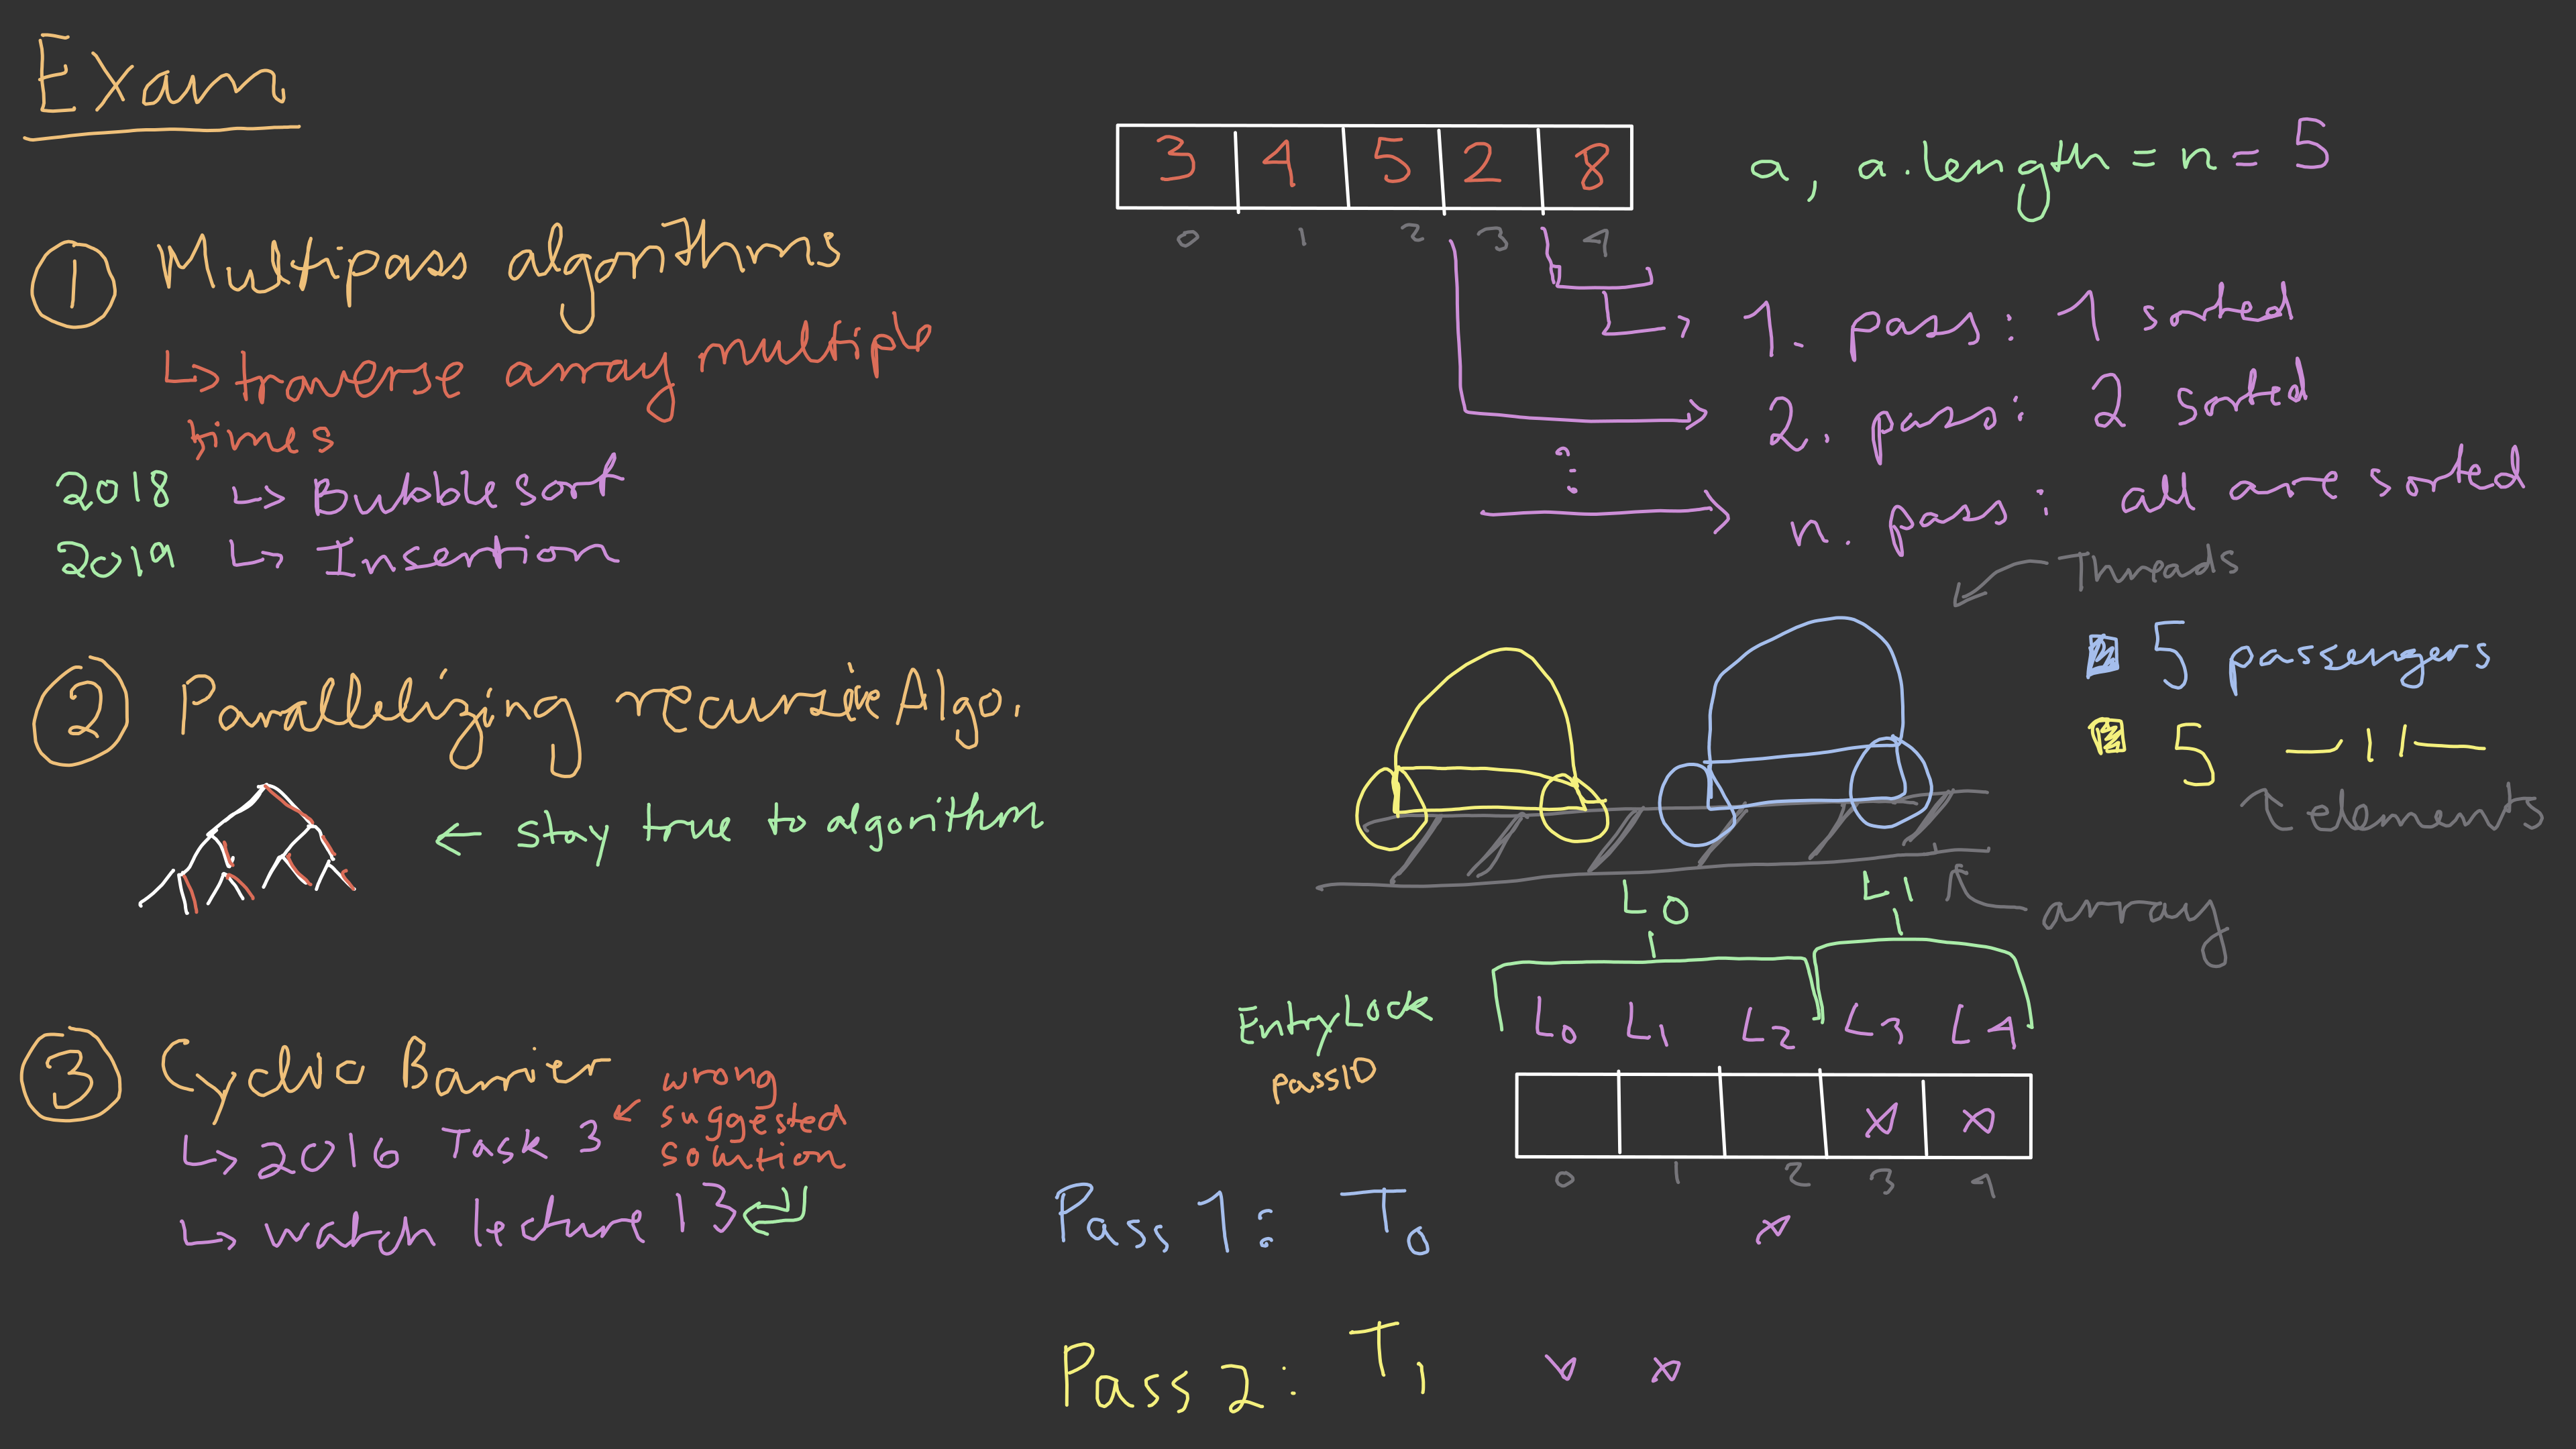 Exam
① Multipass algorithms
↳ traverse array multiple
times
2018 ↳ Bubblesort
2019 ↳ Insertion
② Parallelizing recursive Algo.
← stay true to algorithm
③ Cyclic Barrier
↳ 2016 Task 3 ← wrong
suggested
solution
↳ watch lecture 13
3 4 5 2 8
0 1 2 3 4
a, a.length = n = 5
1. pass: 1 sorted
2. pass: 2 sorted
n. pass: all are sorted
Threads
5 passengers
5 —11—
elements
array
L0 L1
EntryLock
passID
L0 L1 L2 L3 L4
x x
0 1 2 3 4
Pass 1: T0 x
Pass 2: T1 x x